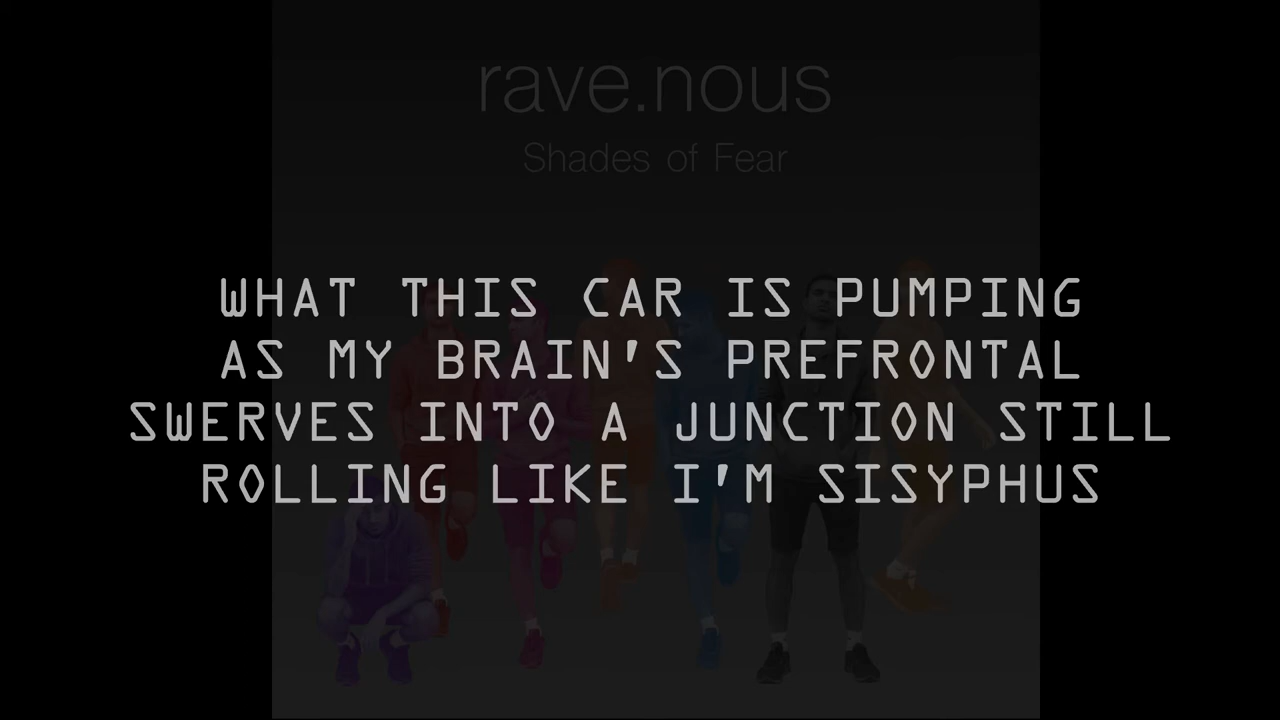 rave.nous
Shades of Fear
WHAT THIS CAR IS PUMPING
AS MY BRAIN'S PREFRONTAL
SWERVES INTO A JUNCTION STILL
ROLLING LIKE I'M SISYPHUS